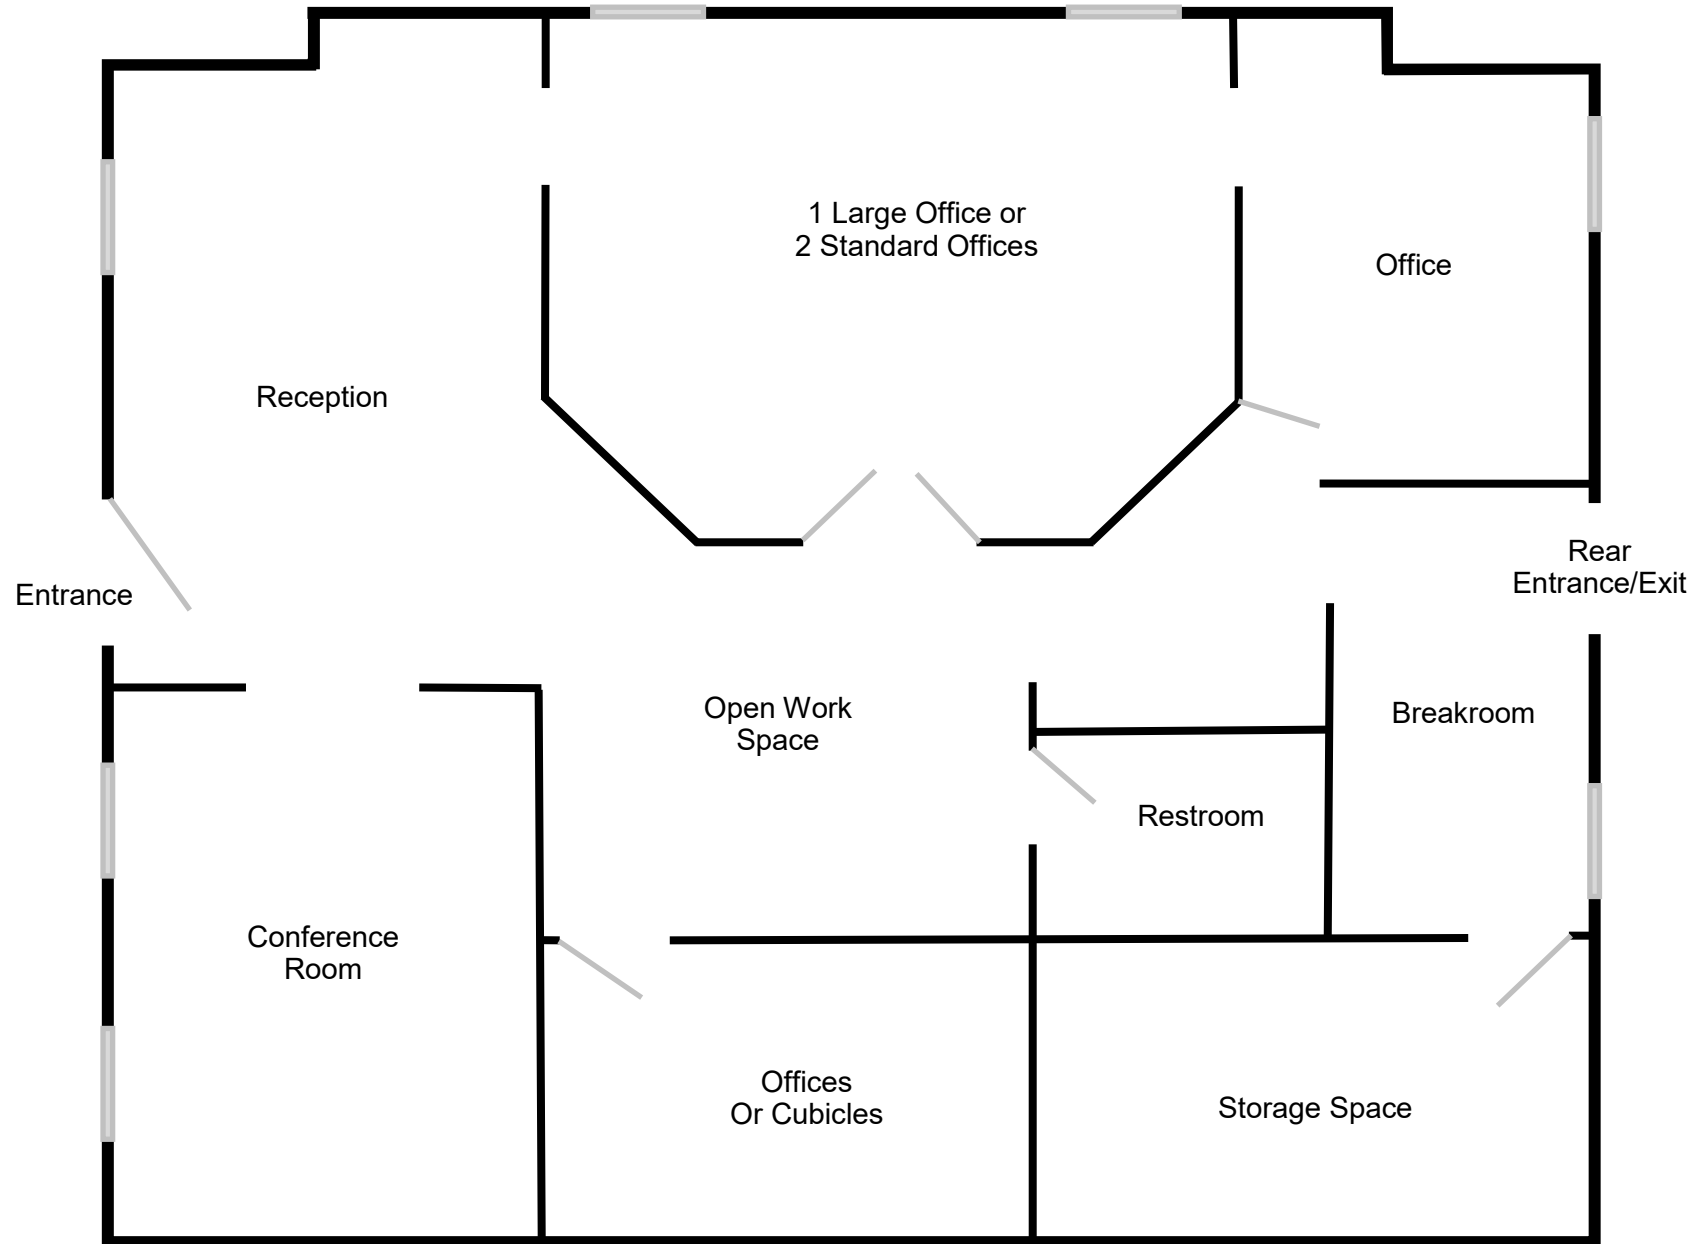 1 Large Office or
2 Standard Offices
Office
Reception
Entrance
Rear
Entrance/Exit
Open Work
Space
Breakroom
Restroom
Conference
Room
Offices
Or Cubicles
Storage Space